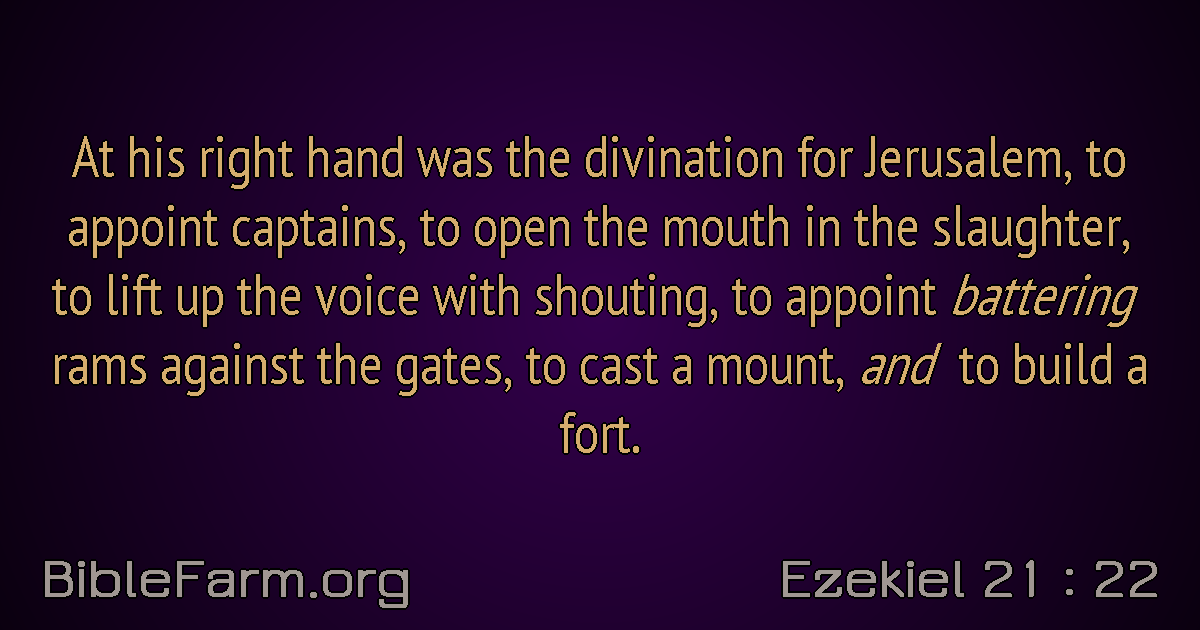 At his right hand was the divination for Jerusalem, to
appoint captains, to open the mouth in the slaughter,
to lift up the voice with shouting, to appoint battering
rams against the gates, to cast a mount, and to build a
fort.
BibleFarm.org
Ezekiel 21 : 22